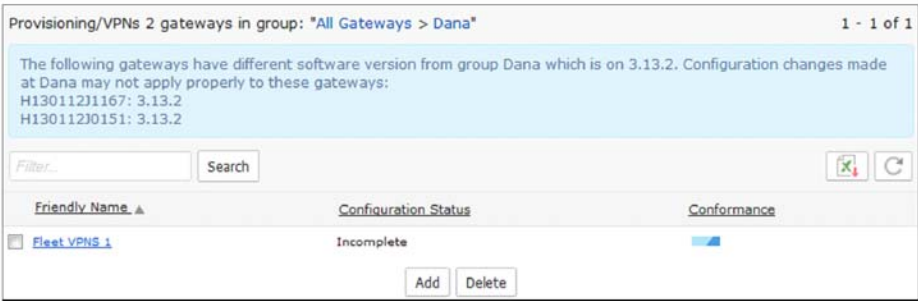 Provisioning/VPNs 2 gateways in group: "All Gateways > Dana" 1 - 1 of 1
The following gateways have different software version from group Dana which is on 3.13.2. Configuration changes made
at Dana may not apply properly to these gateways:
H130112J1167: 3.13.2
H130112J0151: 3.13.2
Filter... Search
Friendly Name Configuration Status Conformance
Fleet VPNS 1 Incomplete
Add Delete